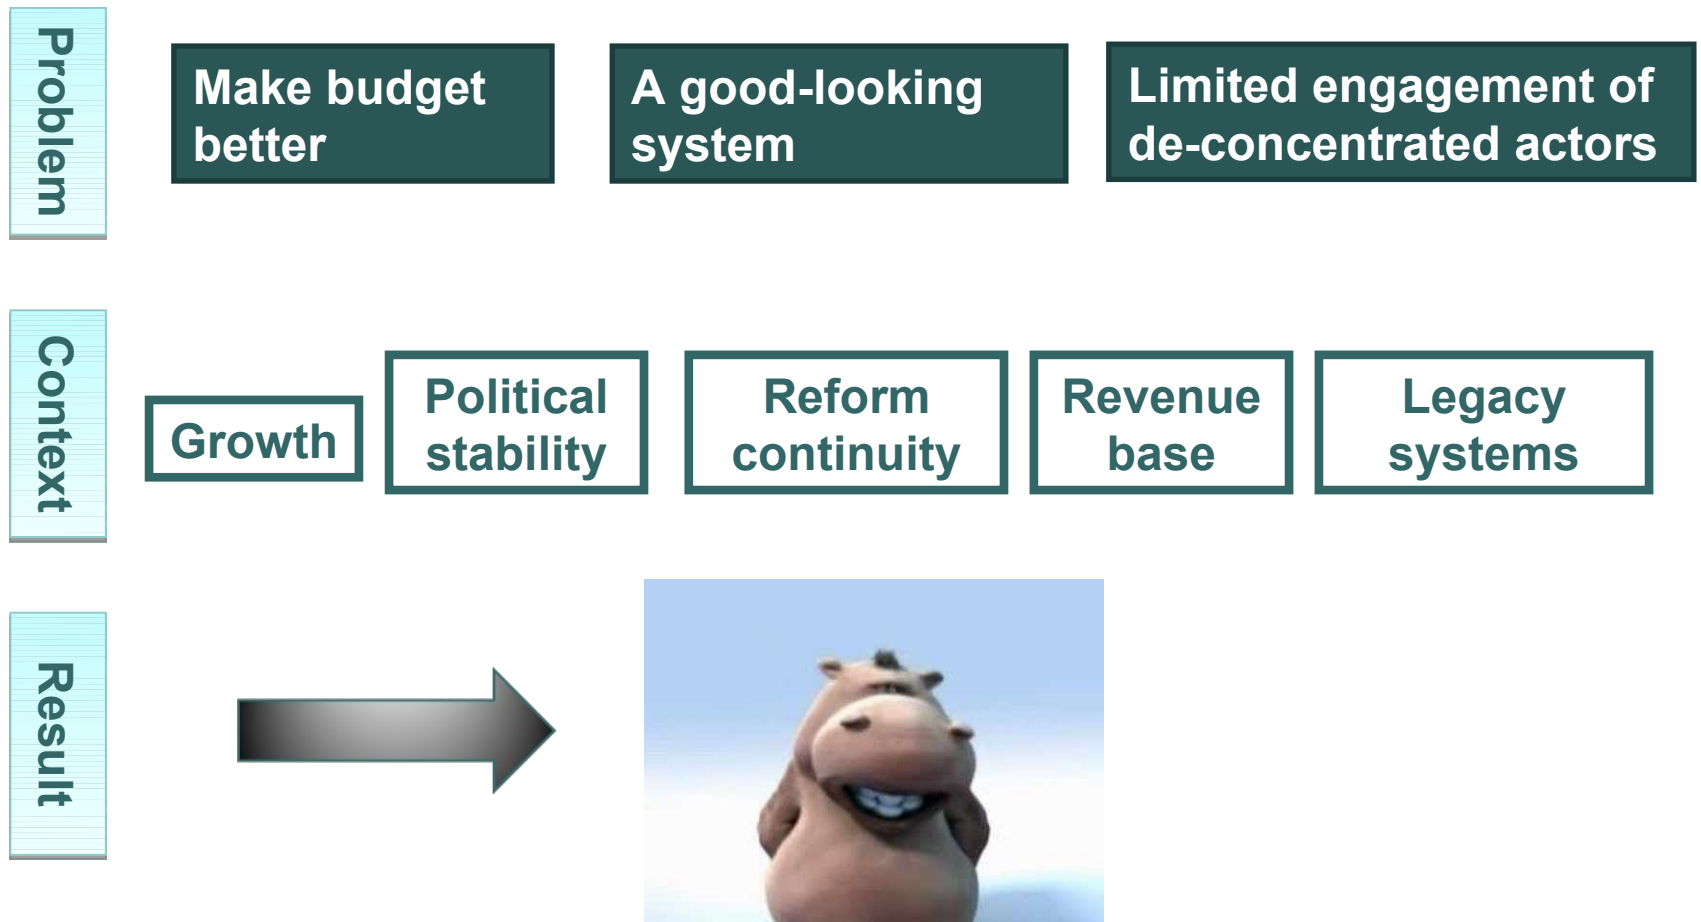 Problem
Make budget
better
A good-looking
system
Limited engagement of
de-concentrated actors
Context
Growth
Political
stability
Reform
continuity
Revenue
base
Legacy
systems
Result